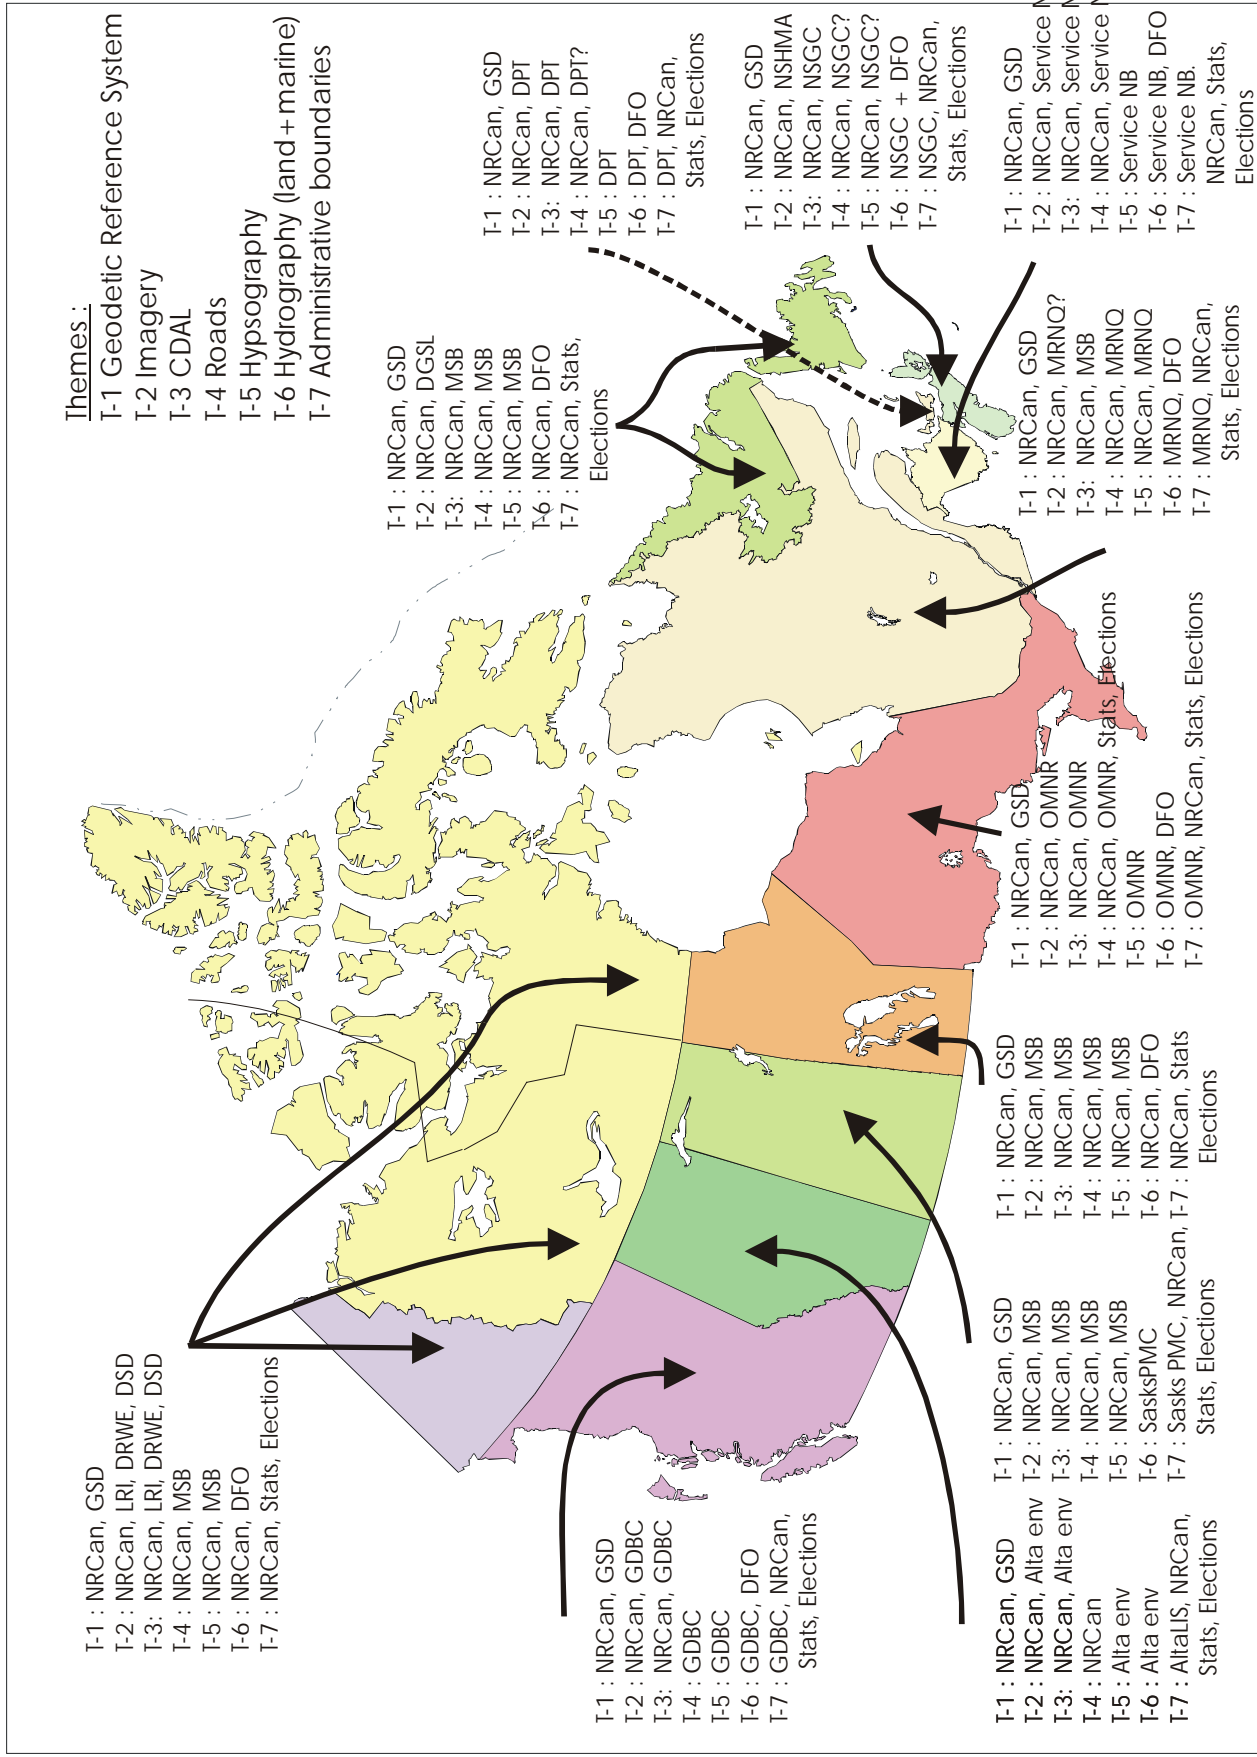 Themes :
T-1 Geodetic Reference System
T-2 Imagery
T-3 CDAL
T-4 Roads
T-5 Hypsography
T-6 Hydrography (land+marine)
T-7 Administrative boundaries
T-1 : NRCan, GSD
T-2 : NRCan, LRI, DRWE, DSD
T-3: NRCan, LRI, DRWE, DSD
T-4 : NRCan, MSB
T-5 : NRCan, MSB
T-6 : NRCan, DFO
T-7 : NRCan, Stats, Elections
T-1 : NRCan, GSD
T-2 : NRCan, DGSL
T-3: NRCan, MSB
T-4 : NRCan, MSB
T-5 : NRCan, MSB
T-6 : NRCan, DFO
T-7 : NRCan, Stats,
Elections
T-1 : NRCan, GSD
T-2 : NRCan, DPT
T-3: NRCan, DPT
T-4 : NRCan, DPT?
T-5 : DPT
T-6 : DPT, DFO
T-7 : DPT, NRCan,
Stats, Elections
T-1 : NRCan, GSD
T-2 : NRCan, NSHMA
T-3: NRCan, NSGC
T-4 : NRCan, NSGC?
T-5 : NRCan, NSGC?
T-6 : NSGC + DFO
T-7 : NSGC, NRCan,
Stats, Elections
T-1 : NRCan, GSD
T-2 : NRCan, Service
T-3: NRCan, Service
T-4 : NRCan, Service
T-5 : Service NB
T-6 : Service NB, DFO
T-7 : Service NB.
NRCan, Stats,
Elections
T-1 : NRCan, GSD
T-2 : NRCan, GDBC
T-3: NRCan, GDBC
T-4 : GDBC
T-5 : GDBC
T-6 : GDBC, DFO
T-7 : GDBC, NRCan,
Stats, Elections
T-1 : NRCan, GSD
T-2 : NRCan, Alta env
T-3: NRCan, Alta env
T-4 : NRCan
T-5 : Alta env
T-6 : Alta env
T-7 : AltaLIS, NRCan,
Stats, Elections
T-1 : NRCan, GSD
T-2 : NRCan, MSB
T-3: NRCan, MSB
T-4 : NRCan, MSB
T-5 : NRCan, MSB
T-6 : SasksPMC
T-7 : Sasks PMC, NRCan,
Stats, Elections
T-1 : NRCan, GSD
T-2 : NRCan, MSB
T-3: NRCan, MSB
T-4 : NRCan, MSB
T-5 : NRCan, MSB
T-6 : NRCan, DFO
T-7 : NRCan, Stats
Elections
T-1 : NRCan, GSD
T-2 : NRCan, OMNR
T-3: NRCan, OMNR
T-4 : NRCan, OMNR, Stats, Elections
T-5 : OMNR
T-6 : OMNR, DFO
T-7 : OMNR, NRCan, Stats, Elections
T-1 : NRCan, GSD
T-2 : NRCan, MRNQ?
T-3: NRCan, MSB
T-4 : NRCan, MRNQ
T-5 : NRCan, MRNQ
T-6 : MRNQ, DFO
T-7 : MRNQ, NRCan,
Stats, Elections